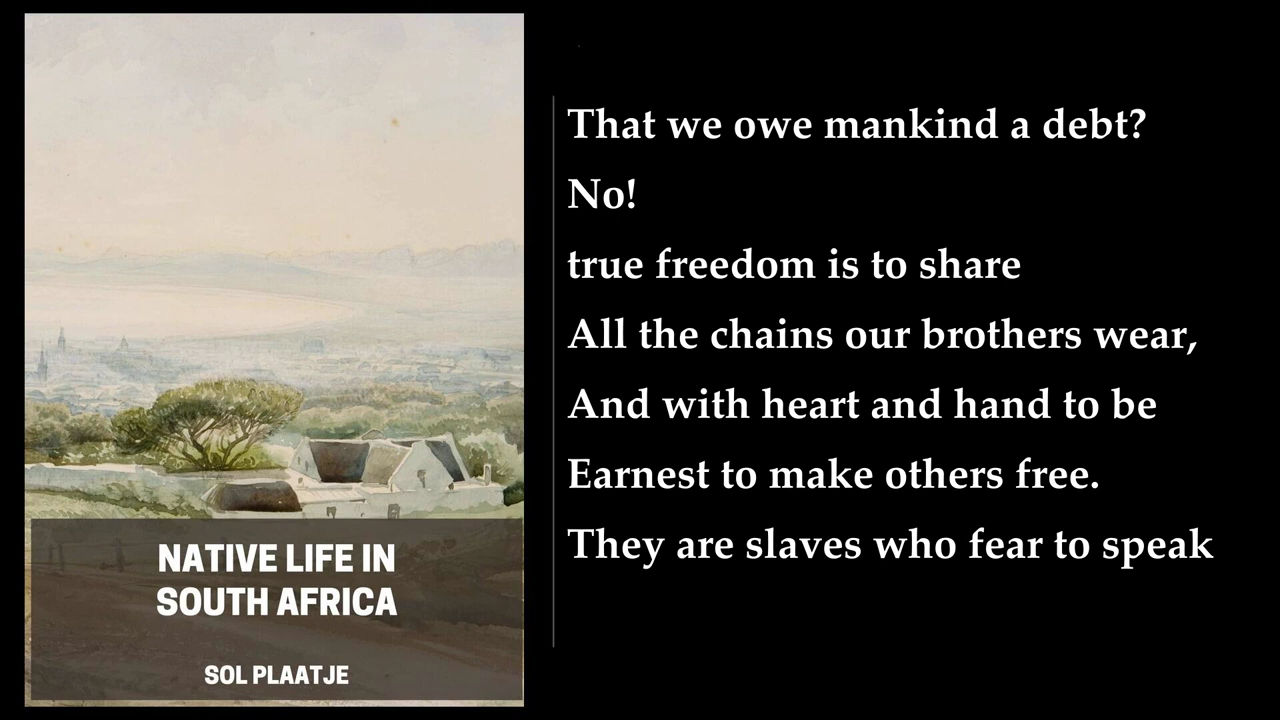 NATIVE LIFE IN
SOUTH AFRICA
SOL PLAATJE
That we owe mankind a debt?
No!
true freedom is to share
All the chains our brothers wear,
And with heart and hand to be
Earnest to make others free.
They are slaves who fear to speak